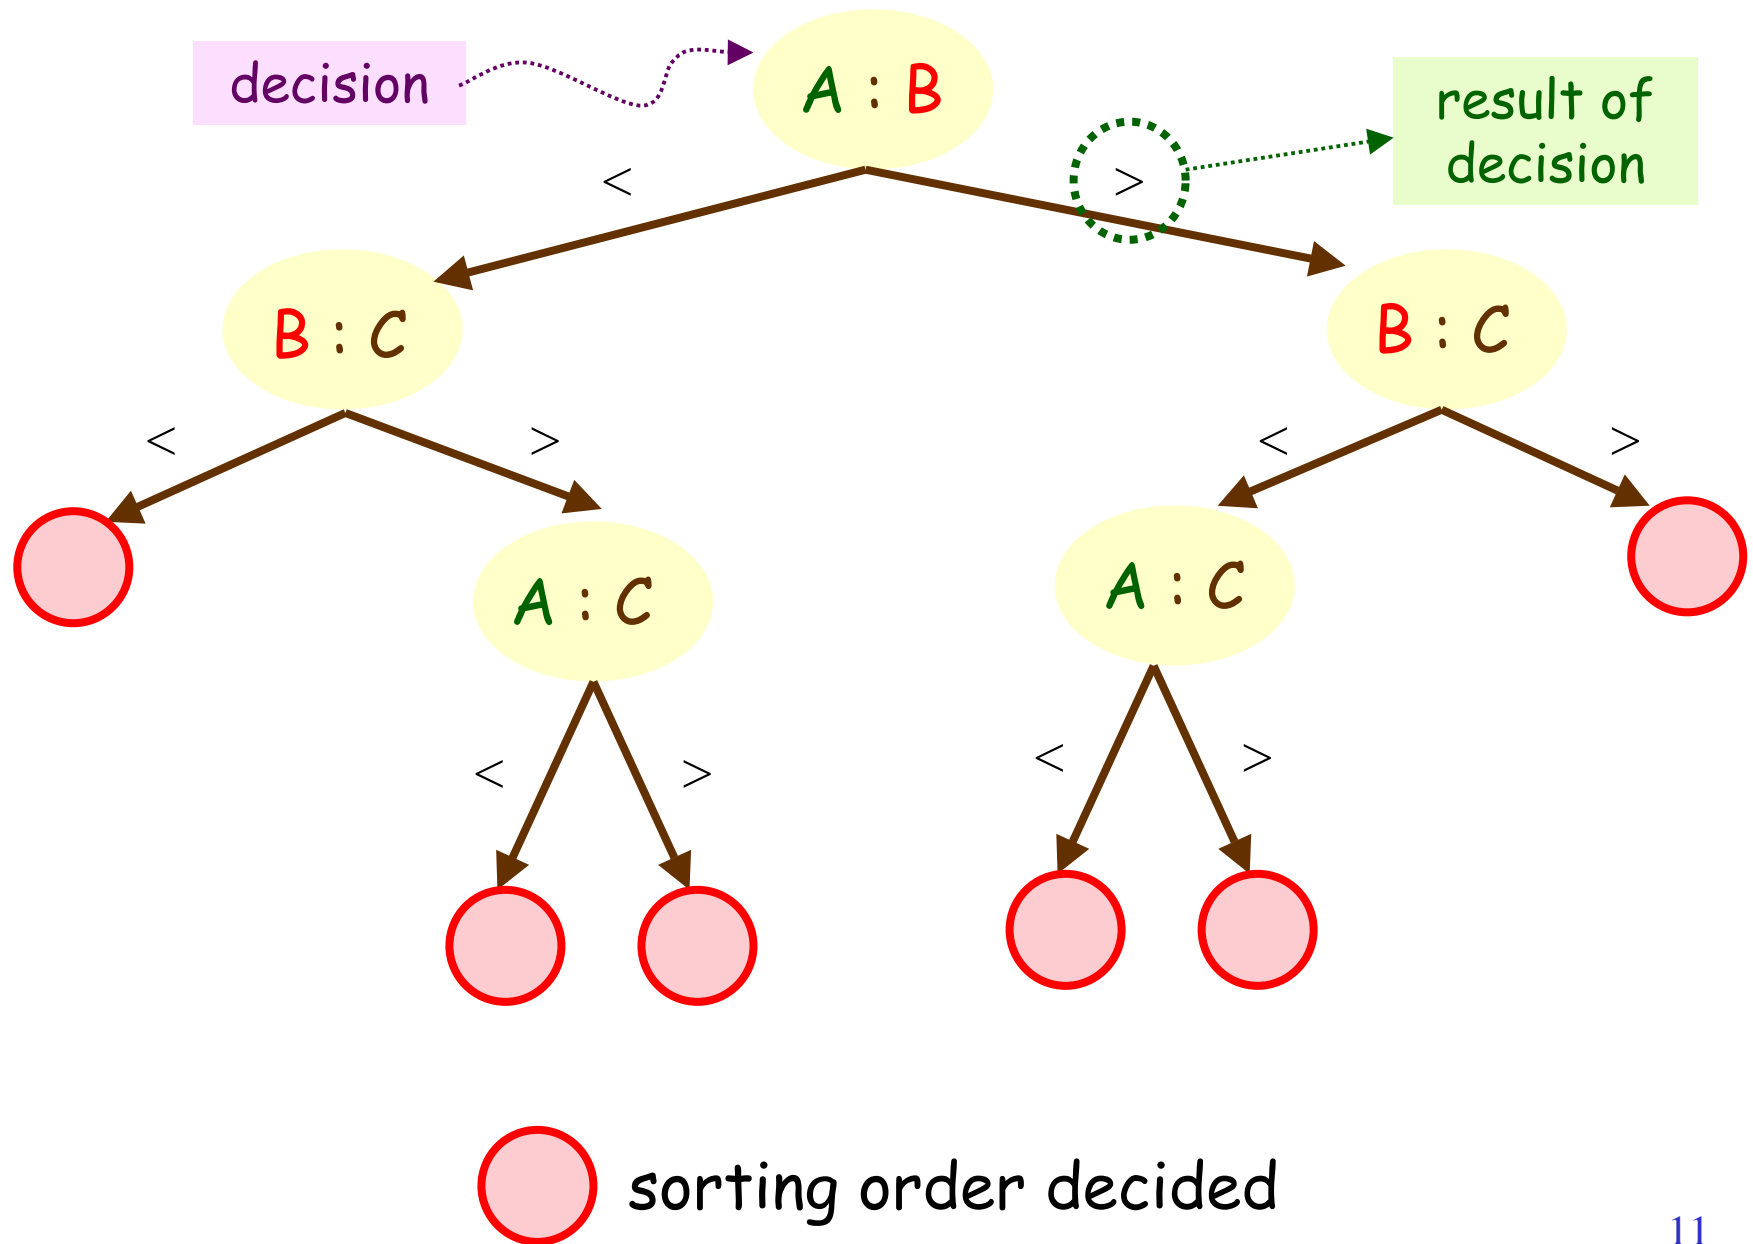 decision
A : B
result of
decision
<
>
B : C
B : C
<
>
<
>
A : C
A : C
<
>
<
>
sorting order decided
11